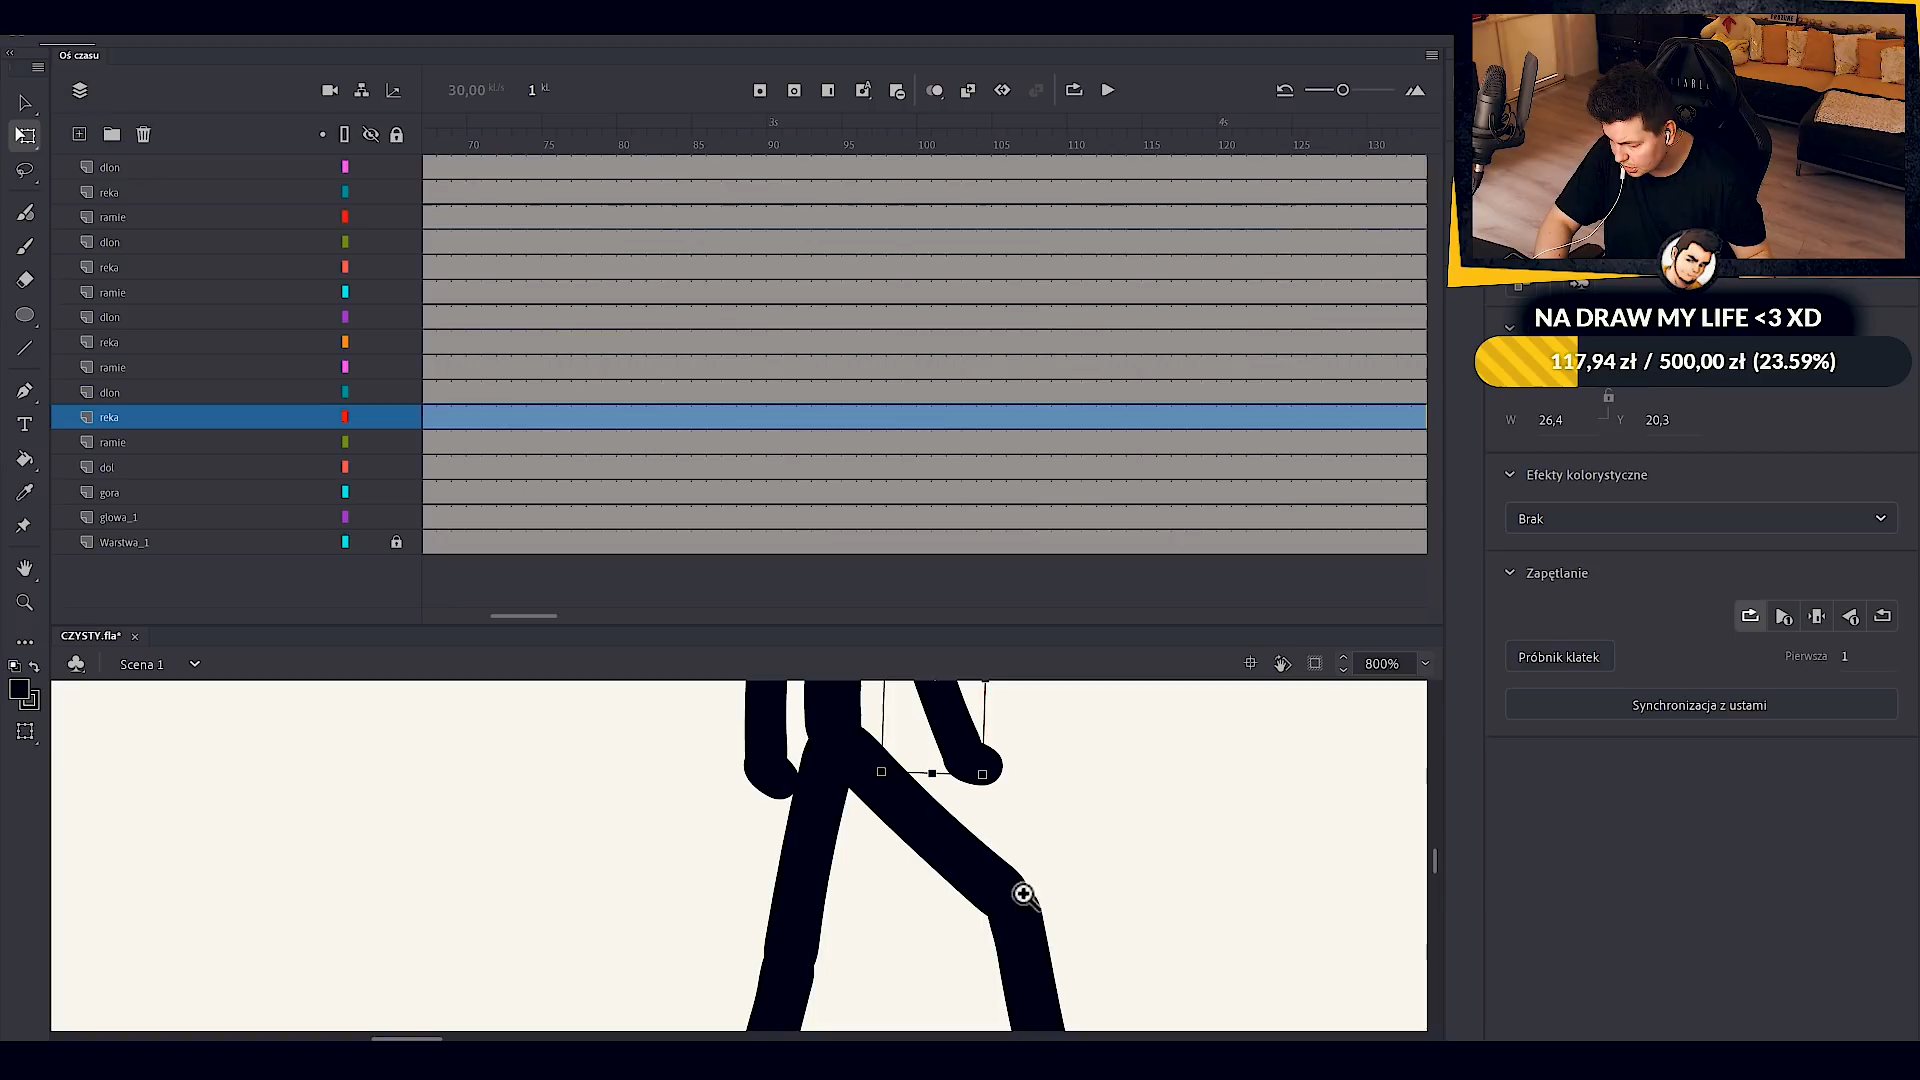 Oś czasu
30,00 kl./s 1 kl.
3s 4s
70 75 80 85 90 95 100 105 110 115 120 125 130
dlon
reka
ramie
dlon
reka
ramie
dlon
reka
ramie
dlon
reka
ramie
dol
gora
glowa_1
Warstwa_1
CZYSTY.fla*
Scena 1
800%
NA DRAW MY LIFE <3 XD
117,94 zł / 500,00 zł (23.59%)
W 26,4 Y 20,3
Efekty kolorystyczne
Brak
Zapętlanie
Próbnik klatek
Pierwsza 1
Synchronizacja z ustami